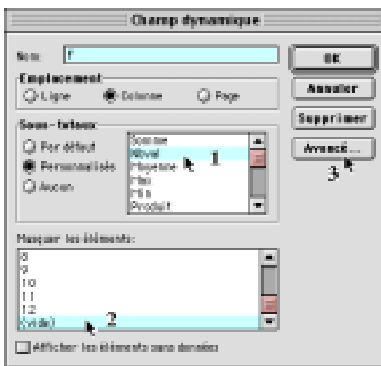 Champ dynamique
Nom:
OK
Annuler
Supprimer
Avancé...
3
Emplacement
Ligne
Colonne
Page
Sous-totaux
Par défaut
Personnalisés
Aucun
Somme
Nbval
1
Moyenne
Max
Min
Produit
Masquer les éléments:
8
9
10
11
12
(vide)
2
Afficher les éléments sans données